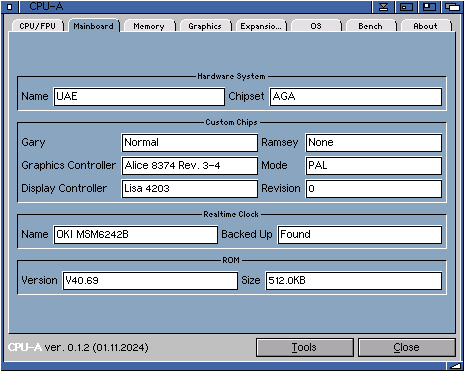 CPU-A
CPU/FPU Mainboard Memory Graphics Expansio... OS Bench About
Hardware System
Name UAE Chipset AGA
Custom Chips
Gary Normal Ramsey None
Graphics Controller Alice 8374 Rev. 3-4 Mode PAL
Display Controller Lisa 4203 Revision 0
Realtime Clock
Name OKI MSM6242B Backed Up Found
ROM
Version V40.69 Size 512.0KB
CPU-A ver. 0.1.2 (01.11.2024) Tools Close